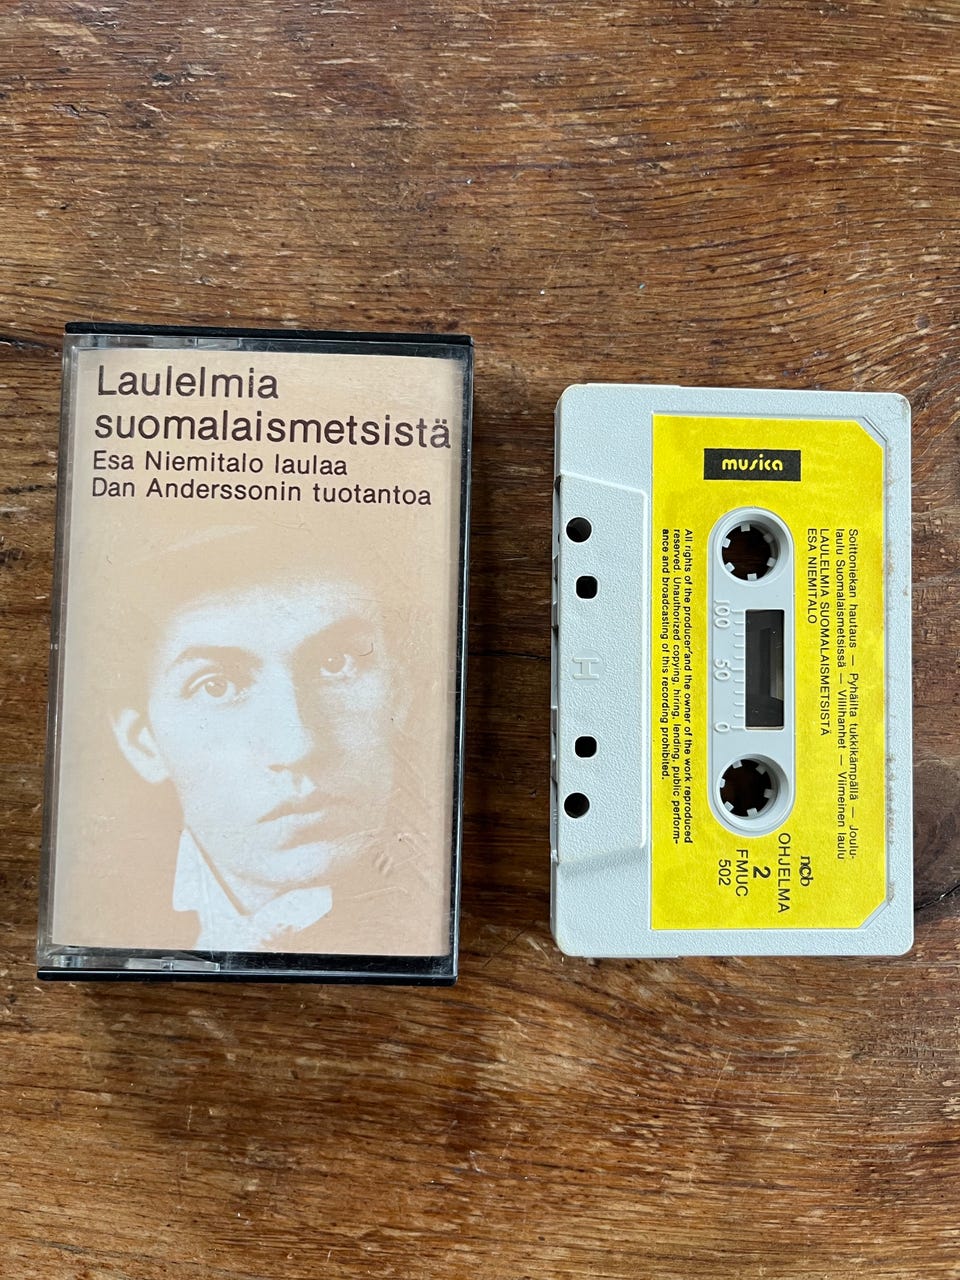 Laulelmia
suomalaismetsistä
Esa Niemitalo laulaa
Dan Anderssonin tuotantoa
musica
Soittoniekan hautaus — Pyhäilta tukkikämpällä — Joulu-
laulu Suomalaismetsissä — Villihanhet — Viimeinen laulu
LAULELMIA SUOMALAISMETSISTÄ
ESA NIEMITALO
100 50 0
All rights of the producer and the owner of the work reproduced
reserved. Unauthorized copying, hiring, lending, public perform-
ance and broadcasting of this recording prohibited.
H
ncb
OHJELMA
2
FMUC
502